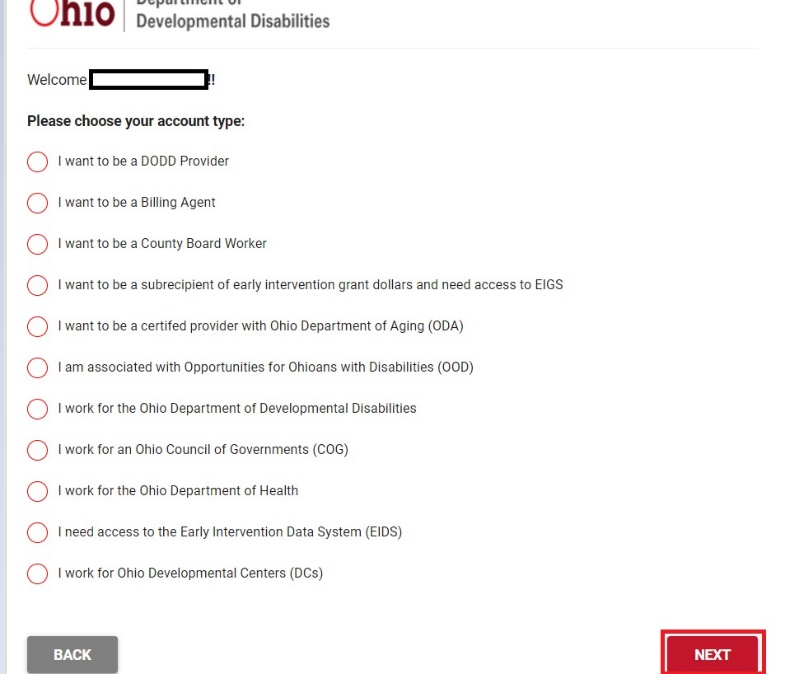 Ohio
Department of
Developmental Disabilities
Welcome !!
Please choose your account type:
I want to be a DODD Provider
I want to be a Billing Agent
I want to be a County Board Worker
I want to be a subrecipient of early intervention grant dollars and need access to EIGS
I want to be a certifed provider with Ohio Department of Aging (ODA)
I am associated with Opportunities for Ohioans with Disabilities (OOD)
I work for the Ohio Department of Developmental Disabilities
I work for an Ohio Council of Governments (COG)
I work for the Ohio Department of Health
I need access to the Early Intervention Data System (EIDS)
I work for Ohio Developmental Centers (DCs)
BACK
NEXT